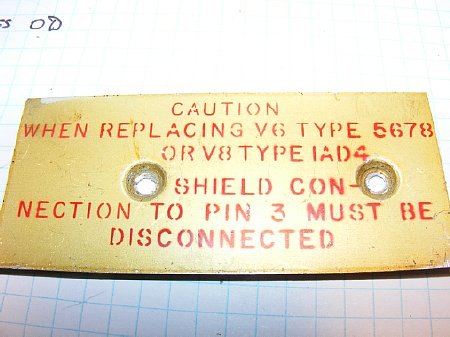 OD
CAUTION
WHEN REPLACING V6 TYPE 5678
OR V8 TYPE 1AD4
SHIELD CON-
NECTION TO PIN 3 MUST BE
DISCONNECTED